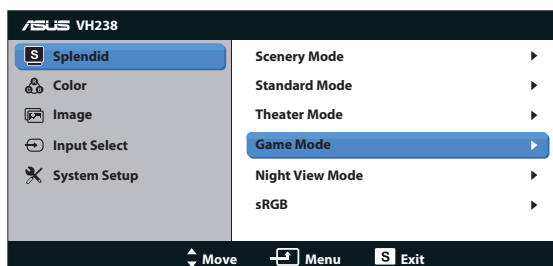 ASUS VH238
S Splendid
Color
Image
Input Select
System Setup
Scenery Mode
Standard Mode
Theater Mode
Game Mode
Night View Mode
sRGB
Move Menu S Exit